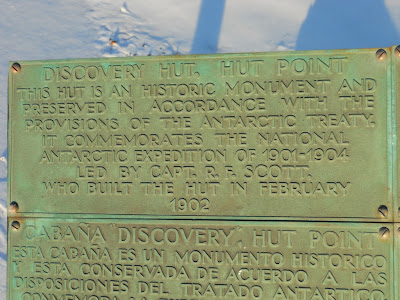 DISCOVERY HUT, HUT POINT
THIS HUT IS AN HISTORIC MONUMENT AND
PRESERVED IN ACCORDANCE WITH THE
PROVISIONS OF THE ANTARCTIC TREATY.
IT COMMEMORATES THE NATIONAL
ANTARCTIC EXPEDITION OF 1901-1904
LED BY CAPT. R. F. SCOTT.
WHO BUILT THE HUT IN FEBRUARY
1902
CABAÑA "DISCOVERY", HUT POINT
ESTA CABAÑA ES UN MONUMENTO HISTORICO
Y ESTA CONSERVADA DE ACUERDO A LAS
DISPOSICIONES DEL TRATADO ANTARTICO